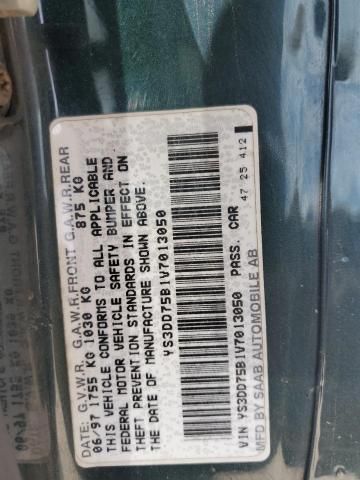 DATE: G.V.W.R. G.A.W.R.FRONT G.A.W.R.REAR
06/97 1755 KG 1030 KG 875 KG
THIS VEHICLE CONFORMS TO ALL APPLICABLE
FEDERAL MOTOR VEHICLE SAFETY BUMPER AND
THEFT PREVENTION STANDARDS IN EFFECT ON
THE DATE OF MANUFACTURE SHOWN ABOVE.
YS3DD75B1V7013050
VIN YS3DD75B1V7013050 PASS. CAR 47 25 412
MFD BY SAAB AUTOMOBILE AB